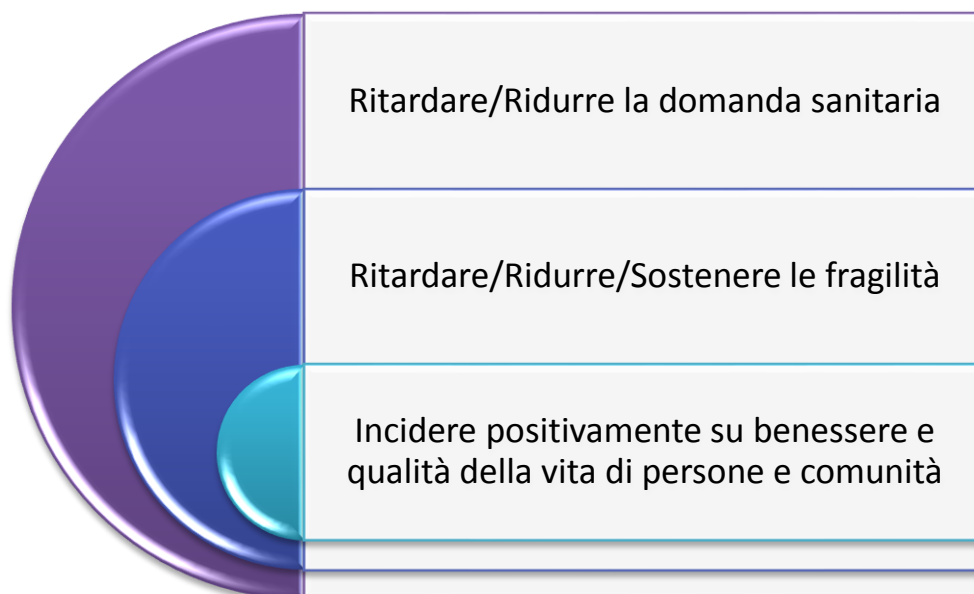 Ritardare/Ridurre la domanda sanitaria
Ritardare/Ridurre/Sostenere le fragilità
Incidere positivamente su benessere e
qualità della vita di persone e comunità